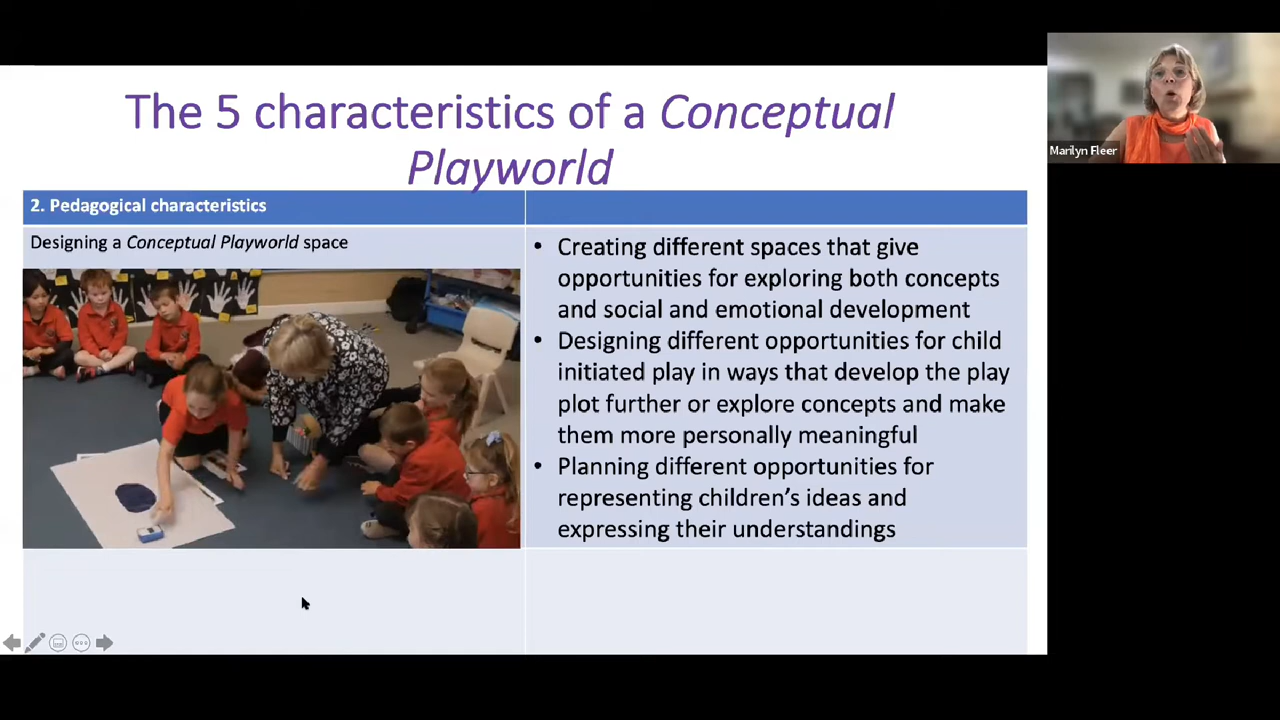 The 5 characteristics of a Conceptual
Playworld
2. Pedagogical characteristics
Designing a Conceptual Playworld space
• Creating different spaces that give
opportunities for exploring both concepts
and social and emotional development
• Designing different opportunities for child
initiated play in ways that develop the play
plot further or explore concepts and make
them more personally meaningful
• Planning different opportunities for
representing children's ideas and
expressing their understandings
Marilyn Fleer